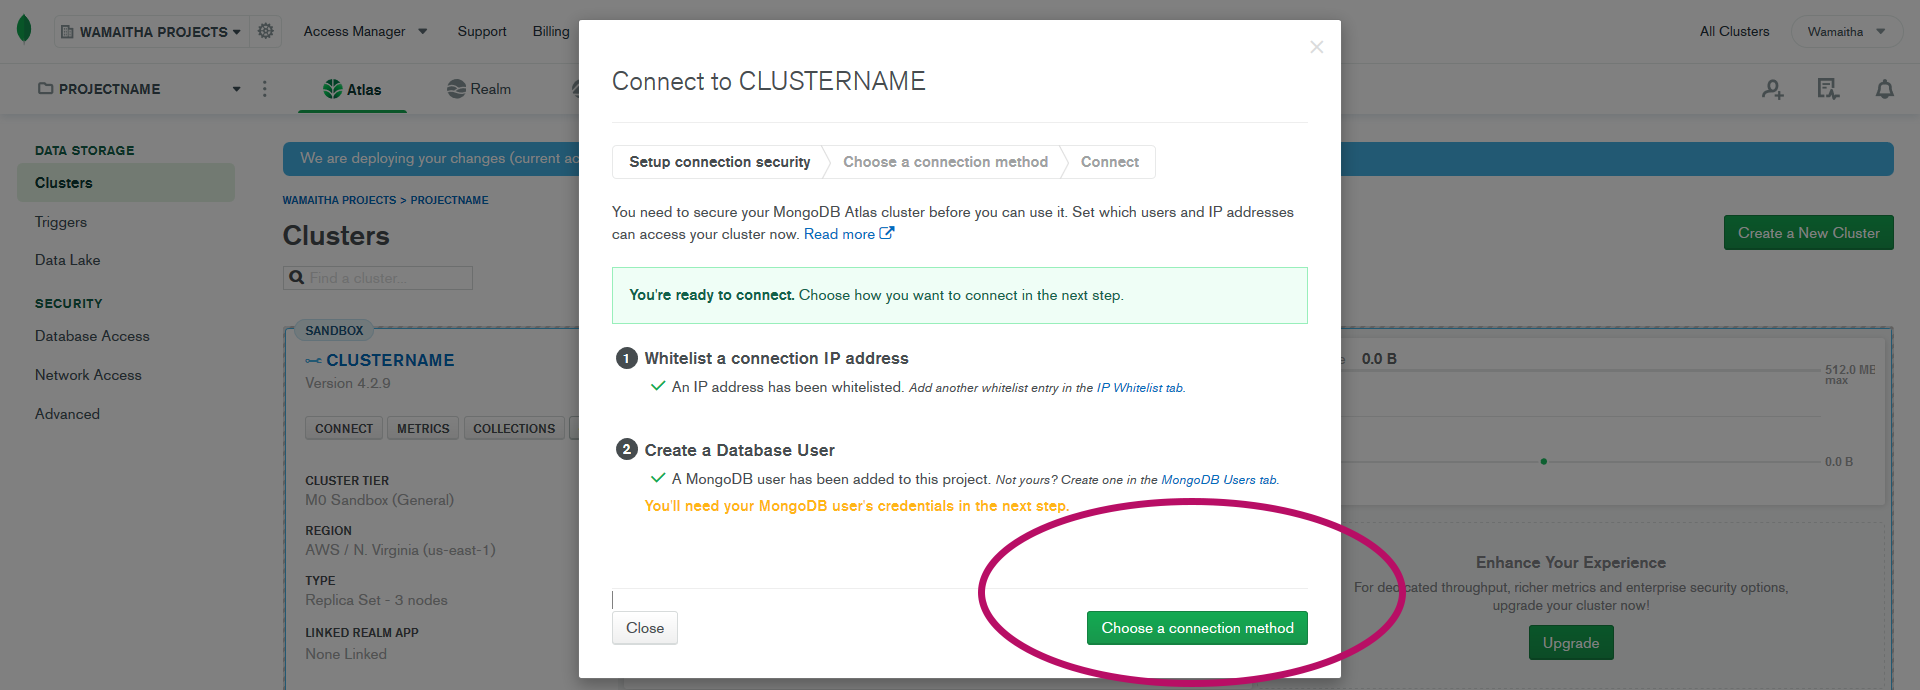 WAMAITHA PROJECTS
Access Manager
Support
Billing
All Clusters
Wamaitha
PROJECTNAME
Atlas
Realm
DATA STORAGE
Clusters
Triggers
Data Lake
SECURITY
Database Access
Network Access
Advanced
We are deploying your changes (current
WAMAITHA PROJECTS > PROJECTNAME
Clusters
Find a cluster...
Create a New Cluster
SANDBOX
CLUSTERNAME
Version 4.2.9
CONNECT
METRICS
COLLECTIONS
CLUSTER TIER
M0 Sandbox (General)
REGION
AWS / N. Virginia (us-east-1)
TYPE
Replica Set - 3 nodes
LINKED REALM APP
None Linked
Connect to CLUSTERNAME
Setup connection security
Choose a connection method
Connect
You need to secure your MongoDB Atlas cluster before you can use it. Set which users and IP addresses
can access your cluster now. Read more
You're ready to connect. Choose how you want to connect in the next step.
1 Whitelist a connection IP address
An IP address has been whitelisted. Add another whitelist entry in the IP Whitelist tab.
2 Create a Database User
A MongoDB user has been added to this project. Not yours? Create one in the MongoDB Users tab.
You'll need your MongoDB user's credentials in the next step.
Close
Choose a connection method
0.0 B
512.0 MB
max
0.0 B
Enhance Your Experience
For dedicated throughput, richer metrics and enterprise security options,
upgrade your cluster now!
Upgrade